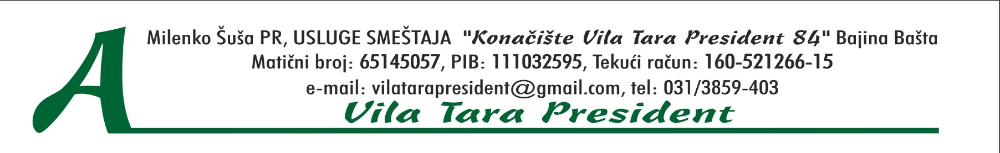 A
Milenko Šuša PR, USLUGE SMEŠTAJA "Konačište Vila Tara President 84" Bajina Bašta
Matični broj: 65145057, PIB: 111032595, Tekući račun: 160-521266-15
e-mail: vilatarapresident@gmail.com, tel: 031/3859-403
Vila Tara President